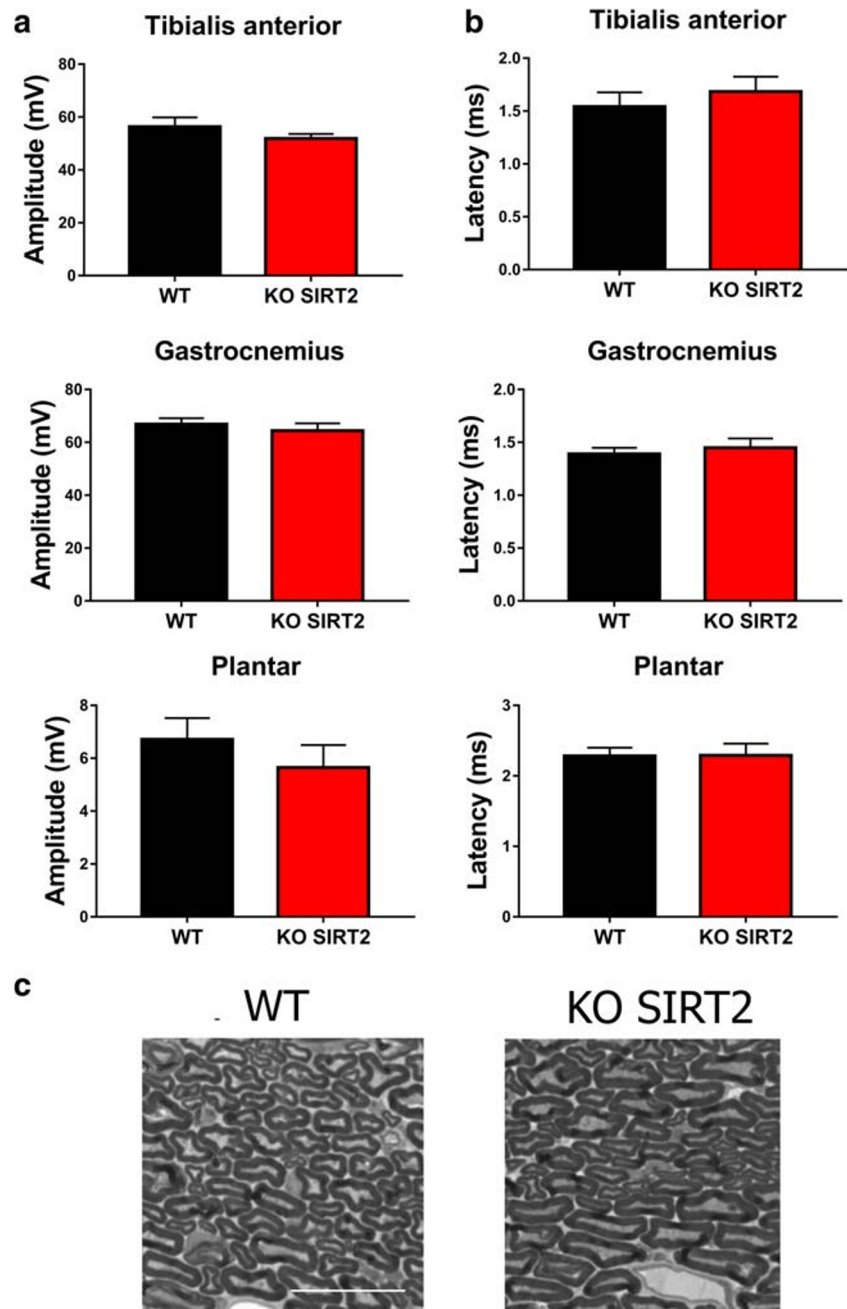 a
Tibialis anterior
Amplitude (mV)
80
60
40
20
0
WT KO SIRT2
b
Tibialis anterior
Latency (ms)
2.0
1.5
1.0
0.5
0.0
WT KO SIRT2
Gastrocnemius
Amplitude (mV)
80
60
40
20
0
WT KO SIRT2
Gastrocnemius
Latency (ms)
2.0
1.5
1.0
0.5
0.0
WT KO SIRT2
Plantar
Amplitude (mV)
8
6
4
2
0
WT KO SIRT2
Plantar
Latency (ms)
3
2
1
0
WT KO SIRT2
c
WT KO SIRT2